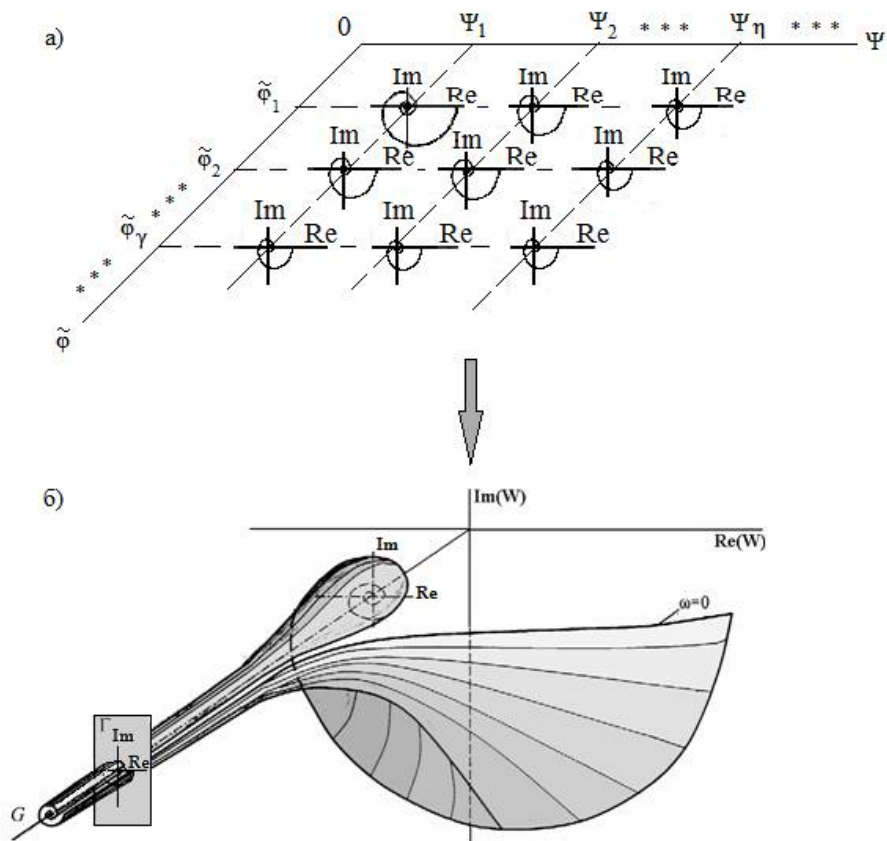 а)
0 Ψ1 Ψ2 * * * Ψη * * * Ψ
φ̃1 Im Re Im Re Im Re
φ̃2 Im Re Im Re Im Re
* * *
φ̃γ Im Re Im Re Im Re
* * *
φ̃
б)
Im(W)
Re(W)
Im
Re
ω=0
Γ
Im
Re
G